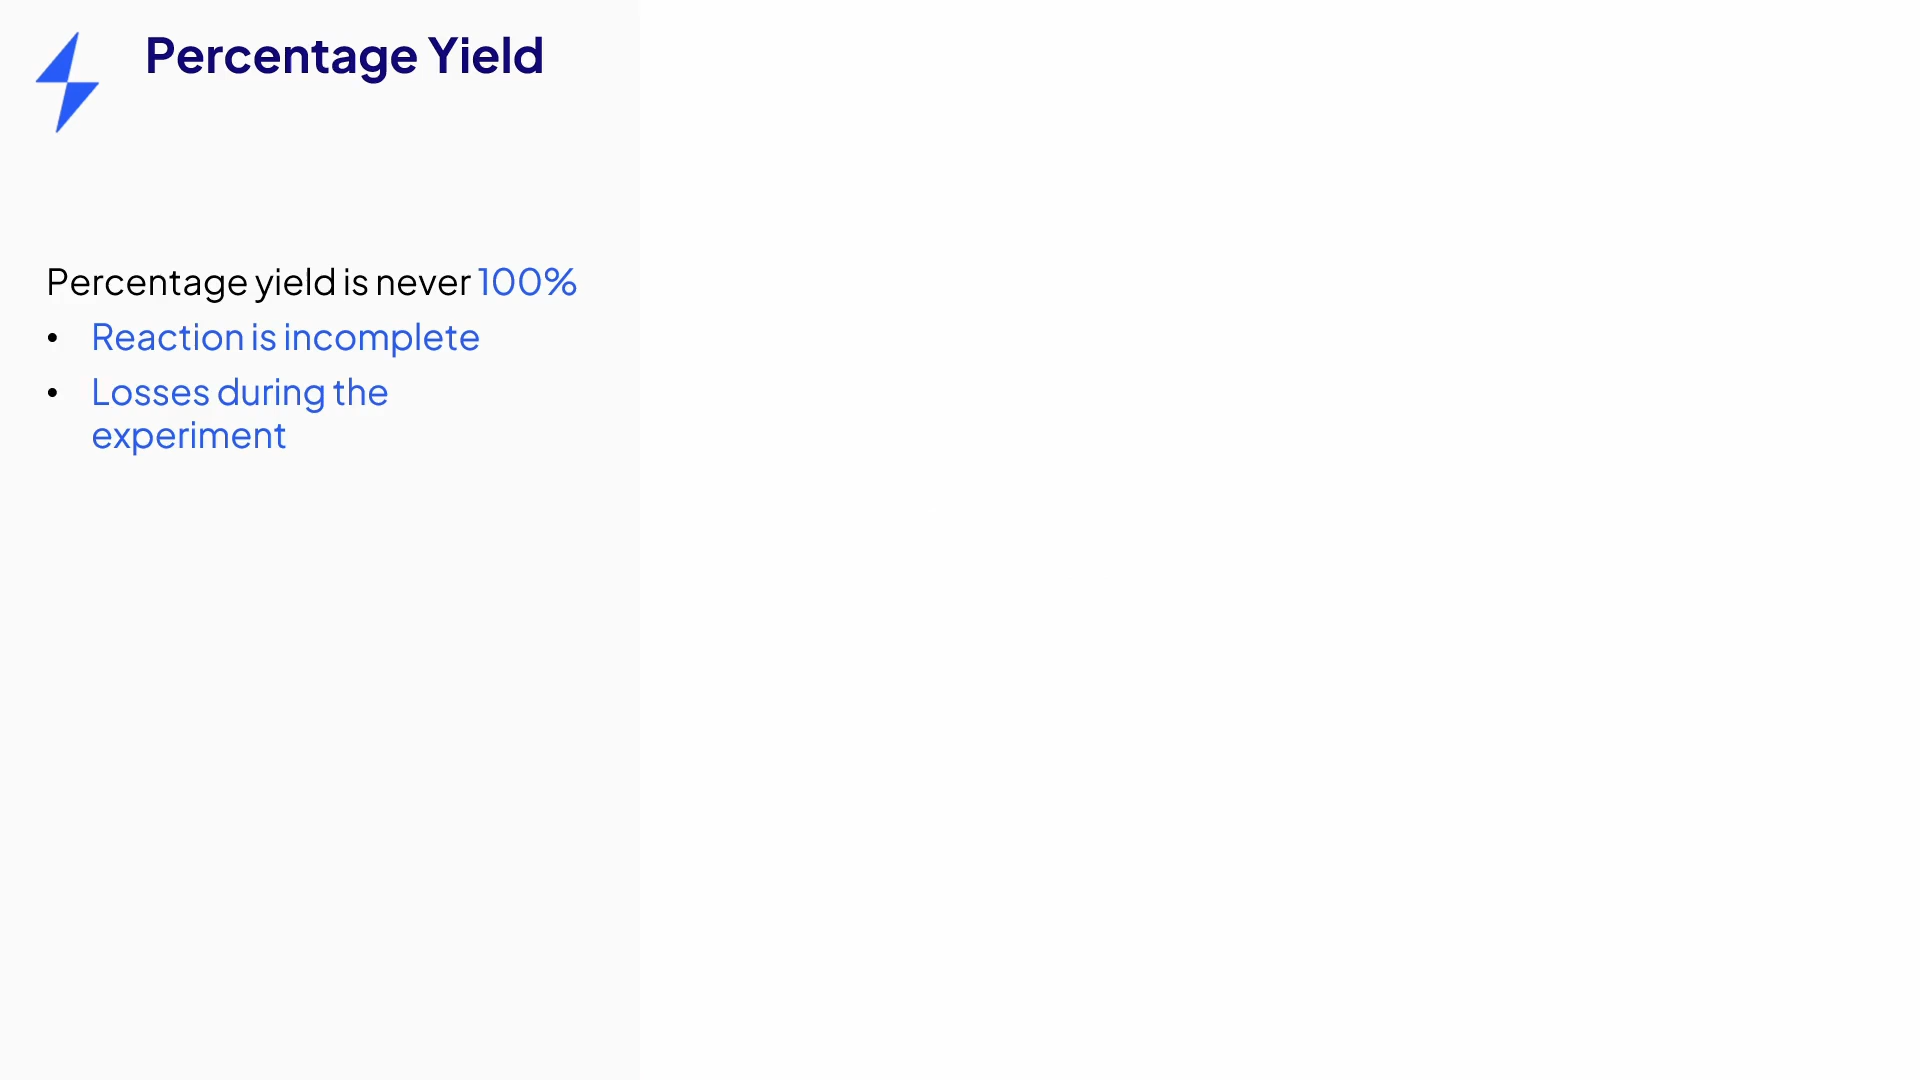 Percentage Yield
Percentage yield is never 100%
• Reaction is incomplete
• Losses during the
experiment